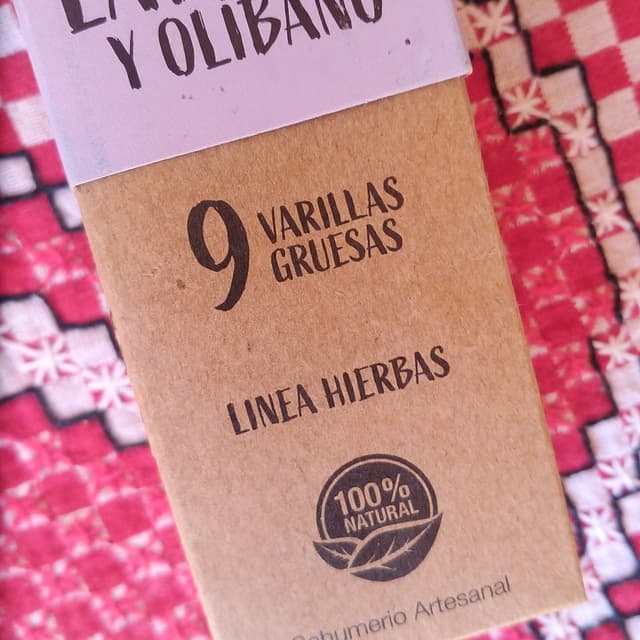 Y OLIBANO
9 VARILLAS
GRUESAS
LINEA HIERBAS
100%
NATURAL
Sahumerio Artesanal